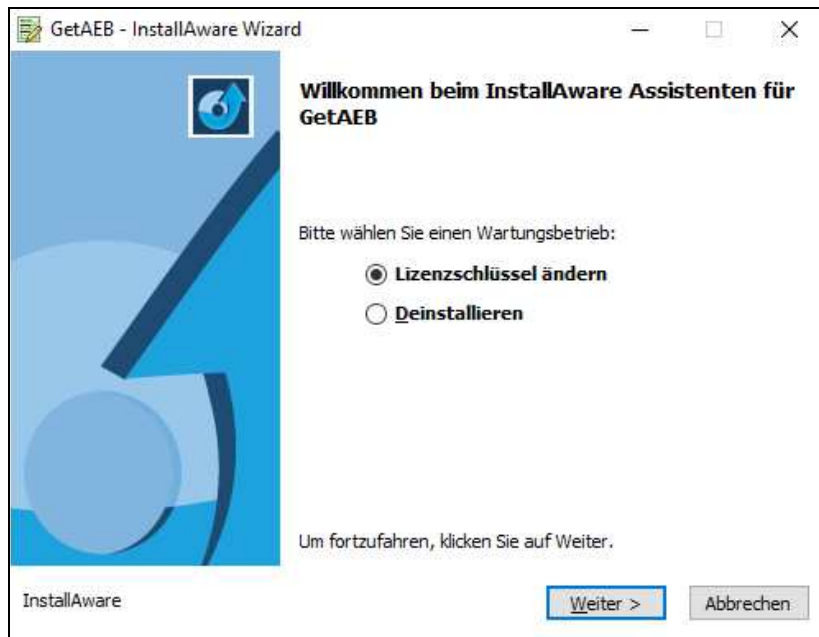 GetAEB - InstallAware Wizard
Willkommen beim InstallAware Assistenten für
GetAEB
Bitte wählen Sie einen Wartungsbetrieb:
Lizenzschlüssel ändern
Deinstallieren
Um fortzufahren, klicken Sie auf Weiter.
InstallAware
Weiter >
Abbrechen